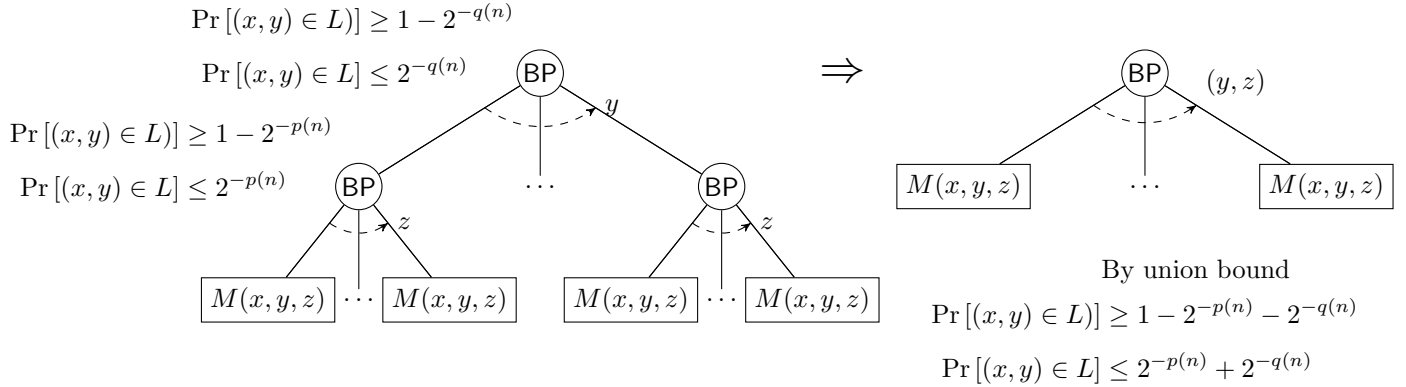 Pr [(x, y) ∈ L)] ≥ 1 − 2^{−q(n)}
Pr [(x, y) ∈ L] ≤ 2^{−q(n)}
BP
⇒
BP
(y, z)
y
Pr [(x, y) ∈ L)] ≥ 1 − 2^{−p(n)}
Pr [(x, y) ∈ L] ≤ 2^{−p(n)}
BP
···
BP
M(x, y, z)
···
M(x, y, z)
z
z
M(x, y, z)
···
M(x, y, z)
M(x, y, z)
···
M(x, y, z)
By union bound
Pr [(x, y) ∈ L)] ≥ 1 − 2^{−p(n)} − 2^{−q(n)}
Pr [(x, y) ∈ L] ≤ 2^{−p(n)} + 2^{−q(n)}